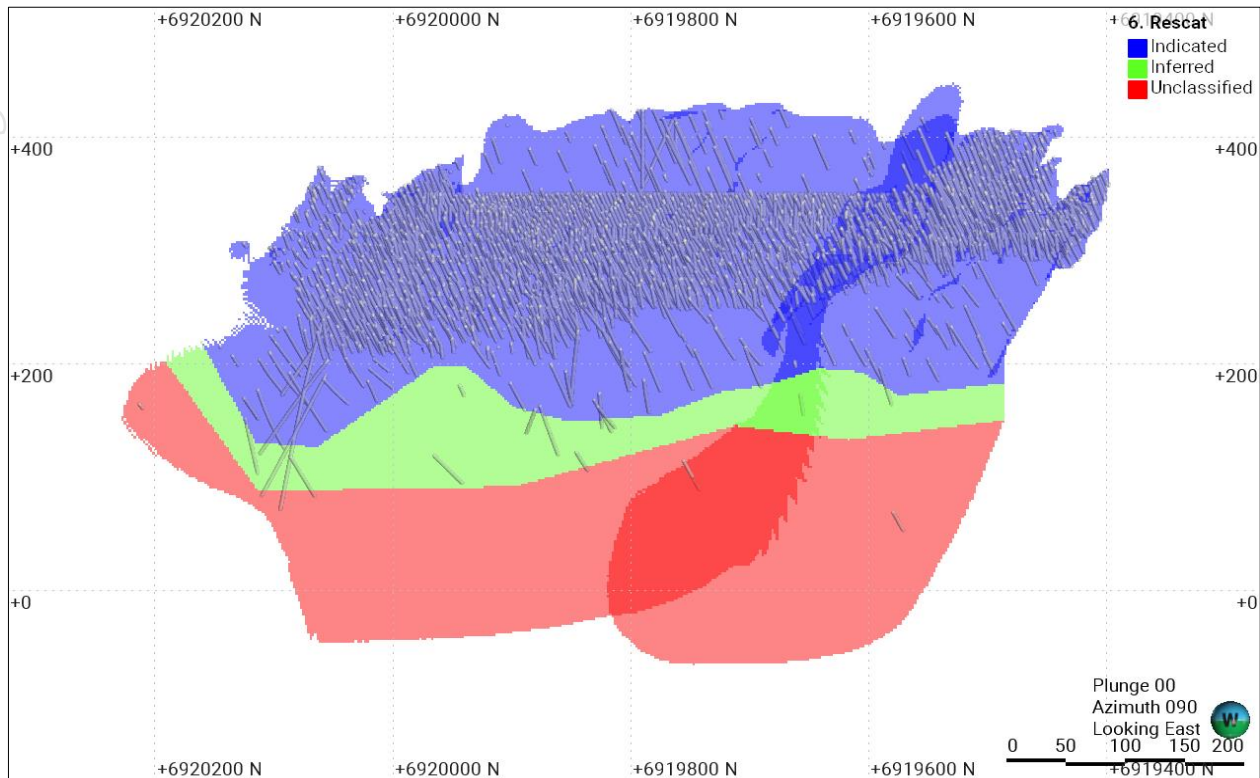 +6920200 N
+6920000 N
+6919800 N
+6919600 N
+6919400 N
6. Rescat
Indicated
Inferred
Unclassified
+400
+400
+200
+200
+0
+0
Plunge 00
Azimuth 090
Looking East
W
0 50 100 150 200
+6920200 N
+6920000 N
+6919800 N
+6919600 N
+6919400 N